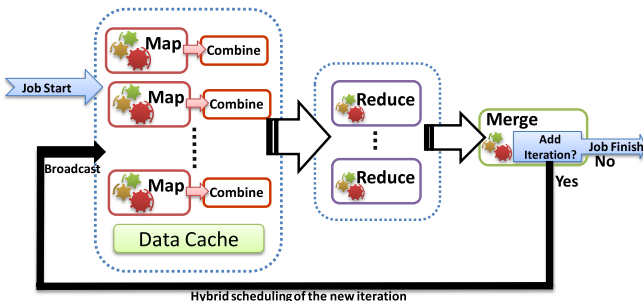 Map
Combine
Job Start
Map
Combine
Reduce
Merge
Add
Iteration?
Job Finish
No
Yes
Broadcast
Map
Combine
Reduce
Data Cache
Hybrid scheduling of the new iteration